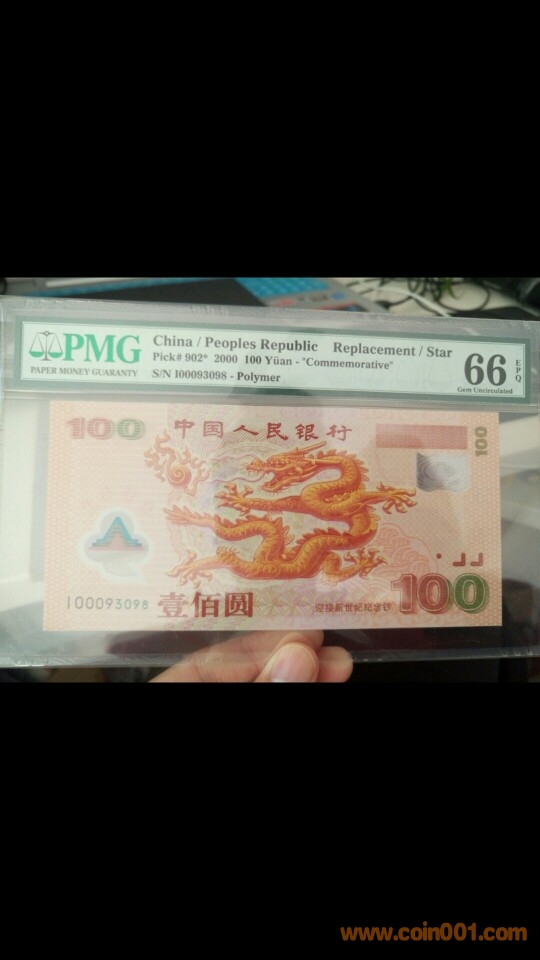 PMG
PAPER MONEY GUARANTY
China / Peoples Republic Replacement / Star
Pick# 902* 2000 100 Yüan - "Commemorative"
S/N I00093098 - Polymer
66 EPQ
Gem Uncirculated
100
中国人民银行
100
I00093098
壹佰圆
迎接新世纪纪念钞
100
www.coin001.com